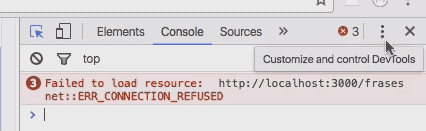 Elements Console Sources » 3
top
Customize and control DevTools
3 Failed to load resource: http://localhost:3000/frases
net::ERR_CONNECTION_REFUSED
>